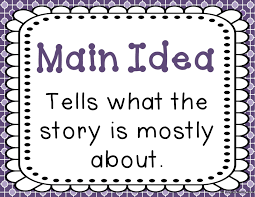 Main Idea
Tells what the
story is mostly
about.